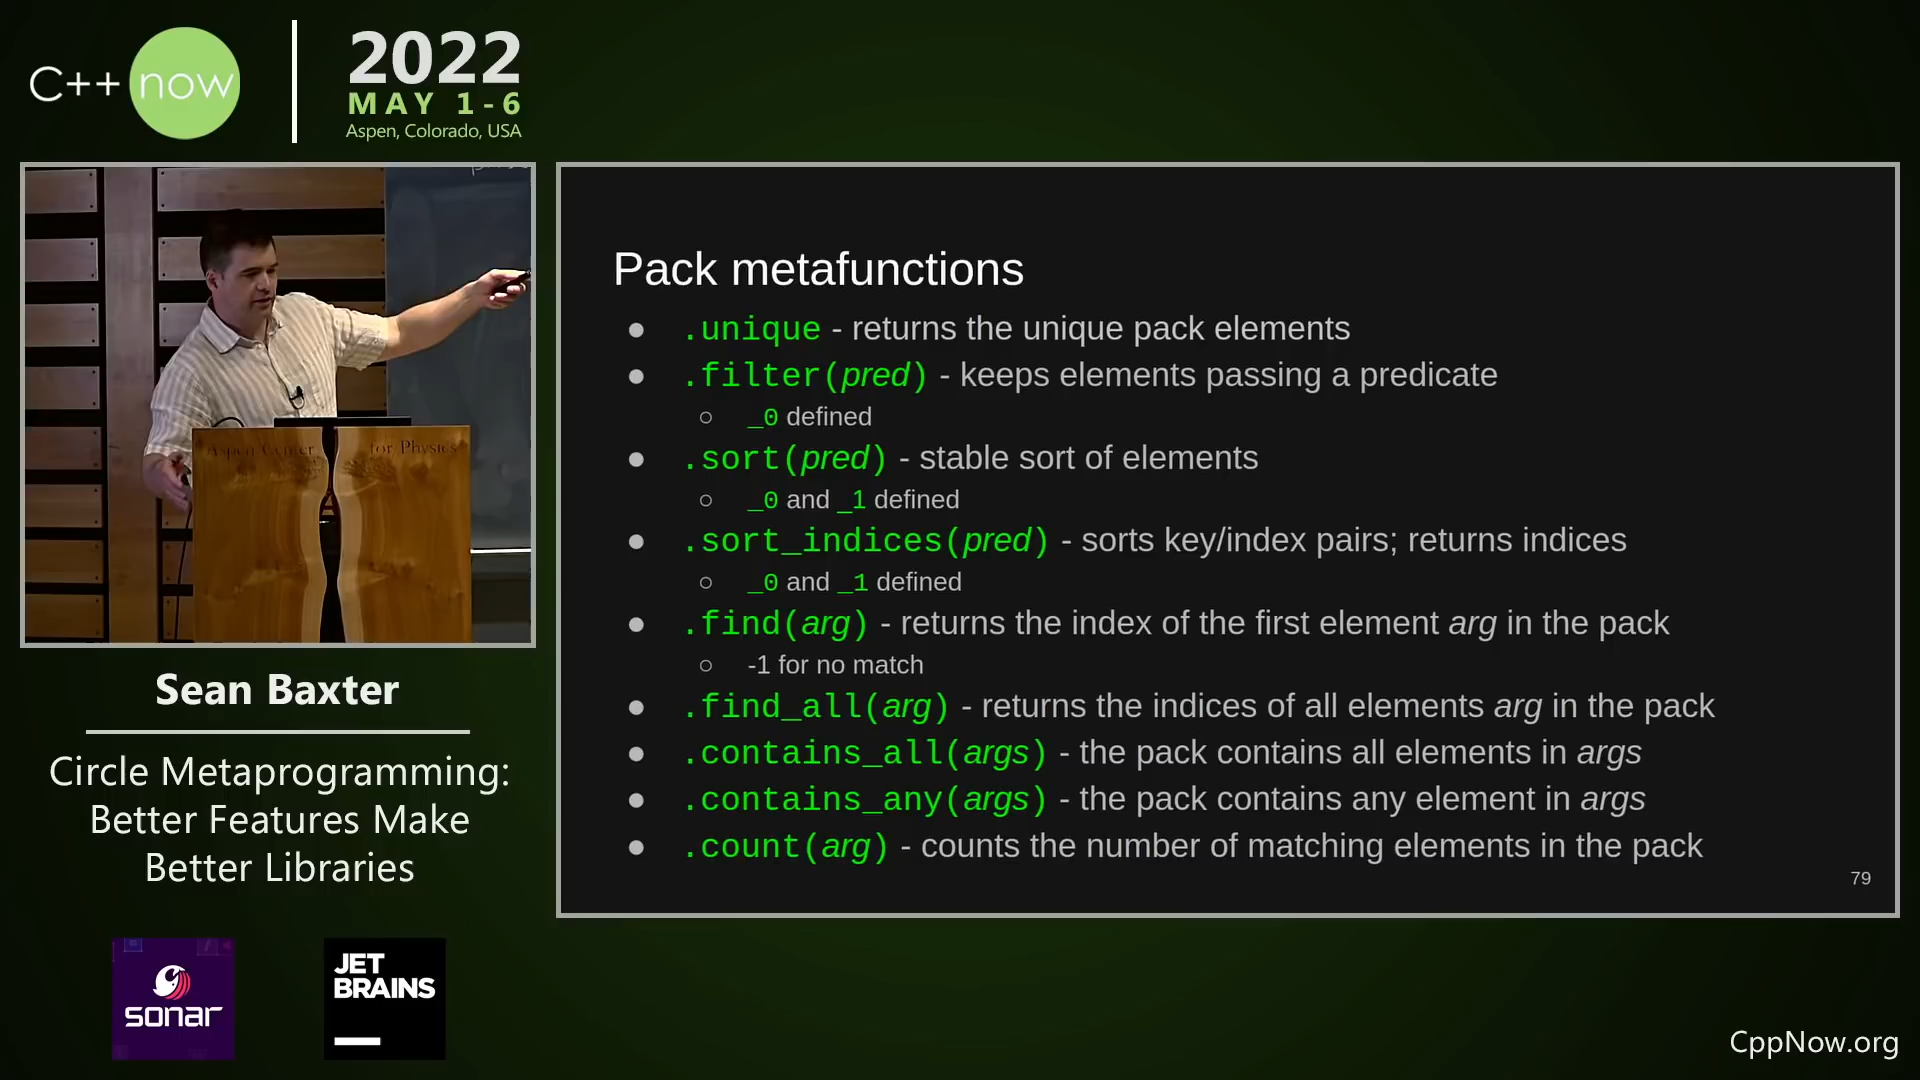 C++ now
2022
MAY 1-6
Aspen, Colorado, USA
Aspen Center for Physics
Sean Baxter
Circle Metaprogramming:
Better Features Make
Better Libraries
sonar
JET
BRAINS
Pack metafunctions
● .unique - returns the unique pack elements
● .filter(pred) - keeps elements passing a predicate
○ _0 defined
● .sort(pred) - stable sort of elements
○ _0 and _1 defined
● .sort_indices(pred) - sorts key/index pairs; returns indices
○ _0 and _1 defined
● .find(arg) - returns the index of the first element arg in the pack
○ -1 for no match
● .find_all(arg) - returns the indices of all elements arg in the pack
● .contains_all(args) - the pack contains all elements in args
● .contains_any(args) - the pack contains any element in args
● .count(arg) - counts the number of matching elements in the pack
79
CppNow.org